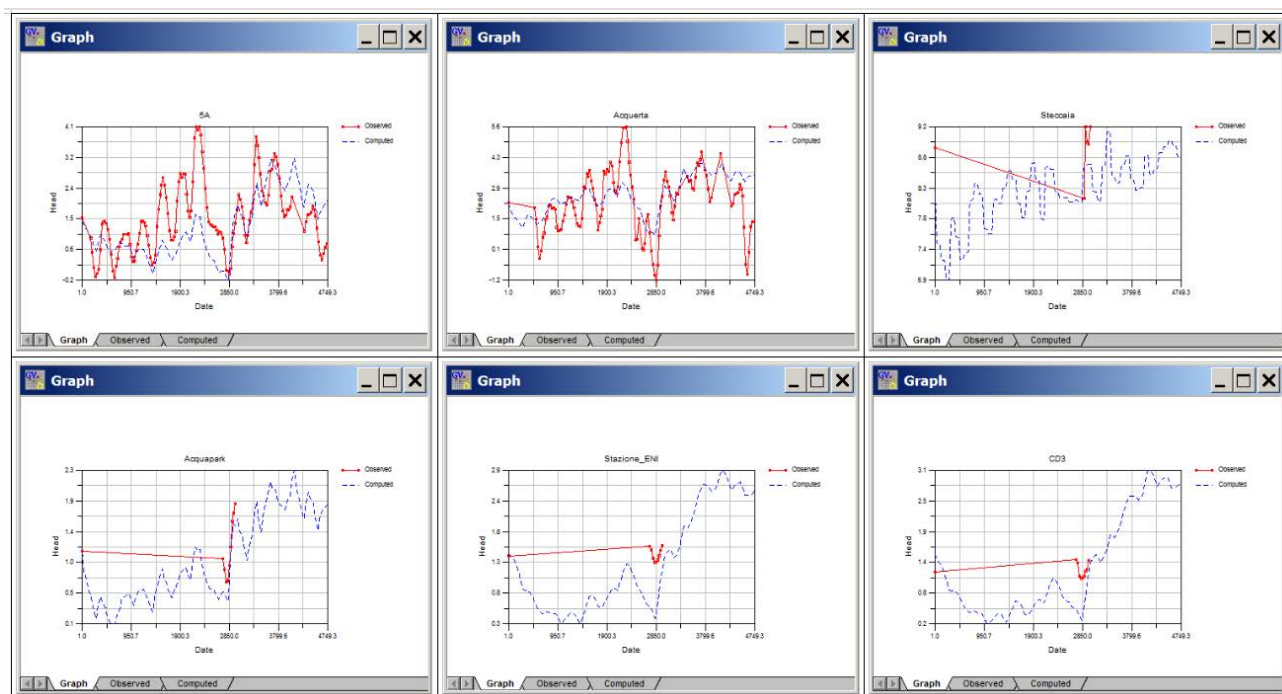 Graph
5A
Observed
Computed
Head
4.1
3.2
2.4
1.5
0.6
-0.2
1.0 950.7 1900.3 2850.0 3799.6 4749.3
Date
Graph Observed Computed
Graph
Acquerta
Observed
Computed
Head
5.6
4.0
2.9
1.5
0.1
-1.2
1.0 950.7 1900.3 2850.0 3799.6 4749.3
Date
Graph Observed Computed
Graph
Steccaia
Observed
Computed
Head
9.2
8.6
8.2
7.8
7.4
6.9
1.0 950.7 1900.3 2850.0 3799.6 4749.3
Date
Graph Observed Computed
Graph
Acquapark
Observed
Computed
Head
2.3
1.9
1.4
1.0
0.1
1.0 950.7 1900.3 2850.0 3799.6 4749.3
Date
Graph Observed Computed
Graph
Stazione_ENI
Observed
Computed
Head
2.9
2.4
1.8
1.3
0.8
0.3
1.0 950.7 1900.3 2850.0 3799.6 4749.3
Date
Graph Observed Computed
Graph
CD3
Observed
Computed
Head
3.1
2.5
1.9
1.4
0.8
0.2
1.0 950.7 1900.3 2850.0 3799.6 4749.3
Date
Graph Observed Computed